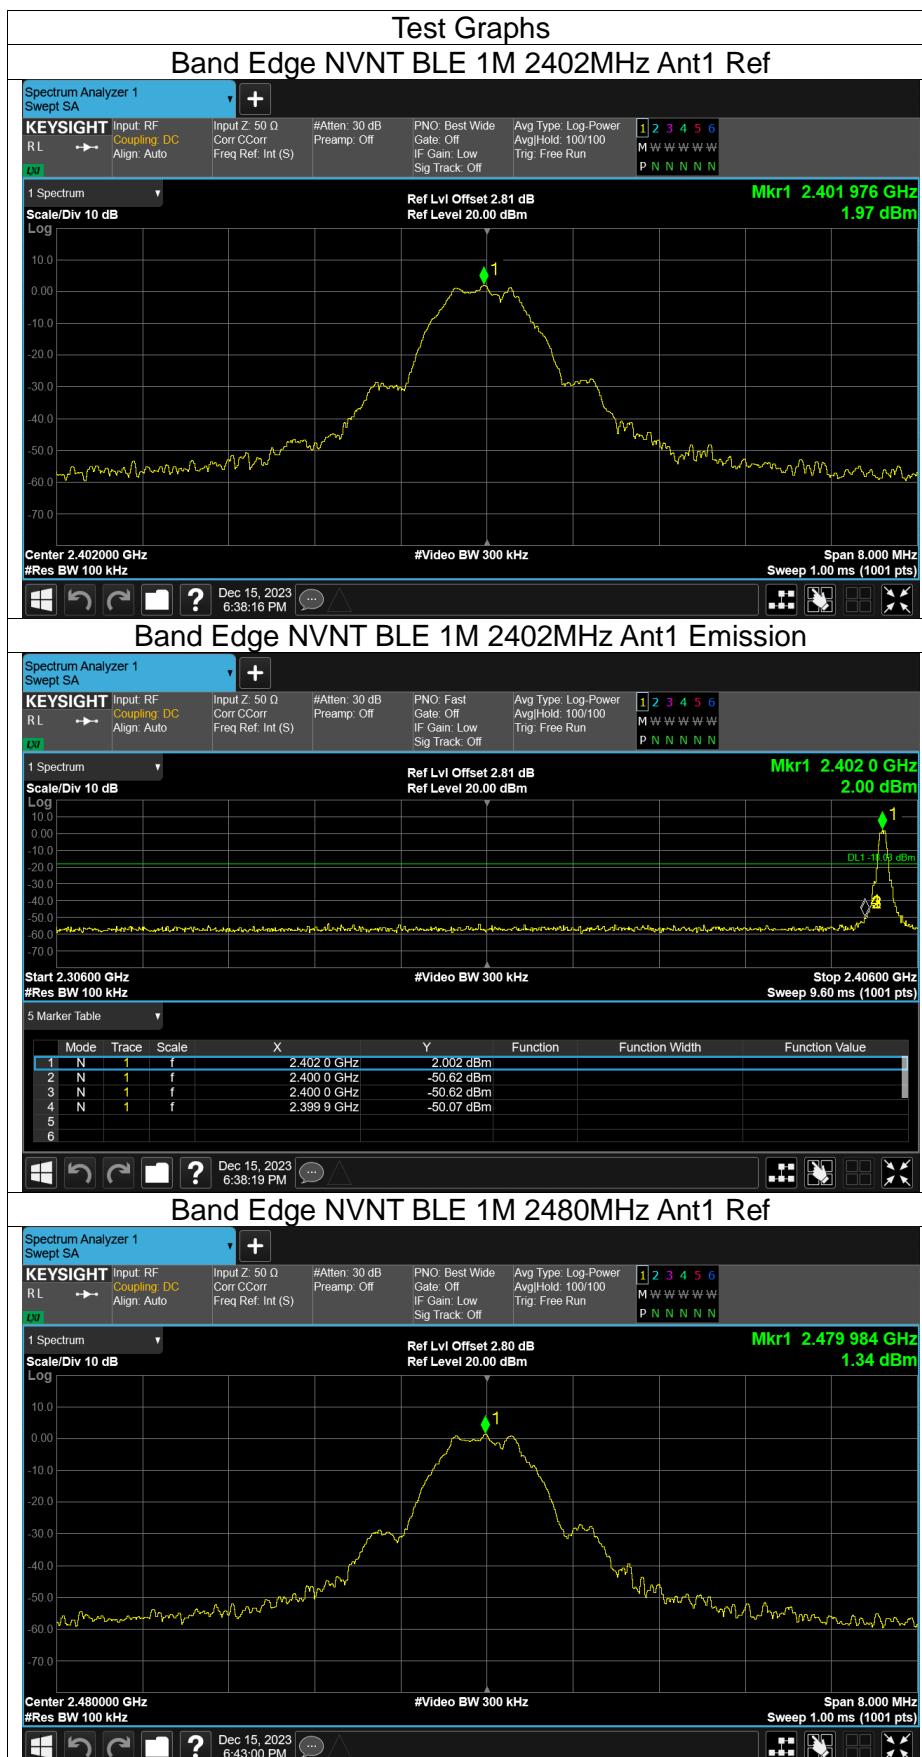 Test Graphs
Band Edge NVNT BLE 1M 2402MHz Ant1 Ref
Spectrum Analyzer 1
Swept SA
KEYSIGHT Input: RF Input Z: 50 Ω #Atten: 30 dB PNO: Best Wide Avg Type: Log-Power 1 2 3 4 5 6
RL Coupling: DC Corr CCorr Preamp: Off Gate: Off Avg|Hold: 100/100 M W W W W W
Align: Auto Freq Ref: Int (S) IF Gain: Low Trig: Free Run
LXI Sig Track: Off P N N N N N
1 Spectrum Ref Lvl Offset 2.81 dB Mkr1 2.401 976 GHz
Scale/Div 10 dB Ref Level 20.00 dBm 1.97 dBm
Log
1
10.0
0.00
-10.0
-20.0
-30.0
-40.0
-50.0
-60.0
-70.0
Center 2.402000 GHz #Video BW 300 kHz Span 8.000 MHz
#Res BW 100 kHz Sweep 1.00 ms (1001 pts)
? Dec 15, 2023
6:38:16 PM
Band Edge NVNT BLE 1M 2402MHz Ant1 Emission
Spectrum Analyzer 1
Swept SA
KEYSIGHT Input: RF Input Z: 50 Ω #Atten: 30 dB PNO: Fast Avg Type: Log-Power 1 2 3 4 5 6
RL Coupling: DC Corr CCorr Preamp: Off Gate: Off Avg|Hold: 100/100 M W W W W W
Align: Auto Freq Ref: Int (S) IF Gain: Low Trig: Free Run
LXI Sig Track: Off P N N N N N
1 Spectrum Ref Lvl Offset 2.81 dB Mkr1 2.402 0 GHz
Scale/Div 10 dB Ref Level 20.00 dBm 2.00 dBm
Log
10.0 1
0.00
-10.0
DL1 -18.03 dBm
-20.0
-30.0
-40.0
-50.0
-60.0
-70.0
Start 2.30600 GHz #Video BW 300 kHz Stop 2.40600 GHz
#Res BW 100 kHz Sweep 9.60 ms (1001 pts)
5 Marker Table
Mode Trace Scale X Y Function Function Width Function Value
1 N 1 f 2.402 0 GHz 2.002 dBm
2 N 1 f 2.400 0 GHz -50.62 dBm
3 N 1 f 2.400 0 GHz -50.62 dBm
4 N 1 f 2.399 9 GHz -50.07 dBm
5
6
? Dec 15, 2023
6:38:19 PM
Band Edge NVNT BLE 1M 2480MHz Ant1 Ref
Spectrum Analyzer 1
Swept SA
KEYSIGHT Input: RF Input Z: 50 Ω #Atten: 30 dB PNO: Best Wide Avg Type: Log-Power 1 2 3 4 5 6
RL Coupling: DC Corr CCorr Preamp: Off Gate: Off Avg|Hold: 100/100 M W W W W W
Align: Auto Freq Ref: Int (S) IF Gain: Low Trig: Free Run
LXI Sig Track: Off P N N N N N
1 Spectrum Ref Lvl Offset 2.80 dB Mkr1 2.479 984 GHz
Scale/Div 10 dB Ref Level 20.00 dBm 1.34 dBm
Log
10.0 1
0.00
-10.0
-20.0
-30.0
-40.0
-50.0
-60.0
-70.0
Center 2.480000 GHz #Video BW 300 kHz Span 8.000 MHz
#Res BW 100 kHz Sweep 1.00 ms (1001 pts)
? Dec 15, 2023
6:43:00 PM